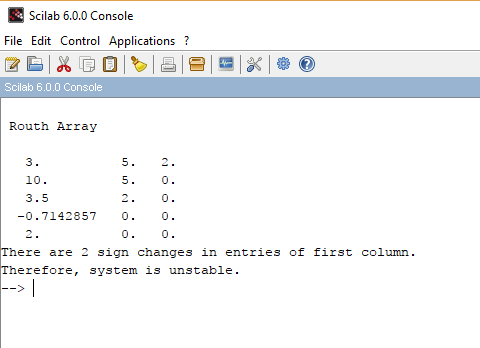 Scilab 6.0.0 Console
File Edit Control Applications ?
Scilab 6.0.0 Console
Routh Array
3. 5. 2.
10. 5. 0.
3.5 2. 0.
-0.7142857 0. 0.
2. 0. 0.
There are 2 sign changes in entries of first column.
Therefore, system is unstable.
-->